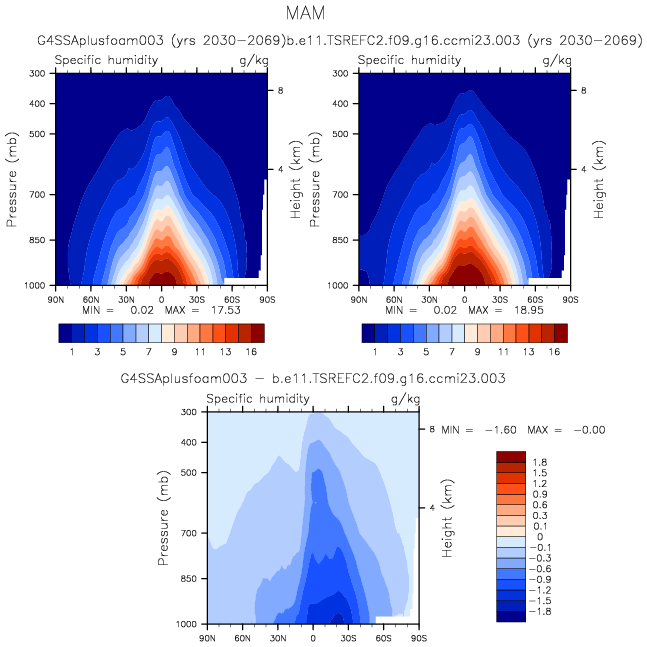 MAM
G4SSAplusfoam003 (yrs 2030-2069)b.e11.TSREFC2.f09.g16.ccmi23.003 (yrs 2030-2069)
Specific humidity g/kg Specific humidity g/kg
300 300
400 8 400 8
500 500
4 4
700 700
850 850
1000 1000
Pressure (mb) Height (km) Pressure (mb) Height (km)
90N 60N 30N 0 30S 60S 90S 90N 60N 30N 0 30S 60S 90S
MIN = 0.02 MAX = 17.53 MIN = 0.02 MAX = 18.95
1 3 5 7 9 11 13 16 1 3 5 7 9 11 13 16
G4SSAplusfoam003 - b.e11.TSREFC2.f09.g16.ccmi23.003
Specific humidity g/kg
MIN = -1.60 MAX = -0.00
300
8
500
4
700
850
1000
Pressure (mb) Height (km)
90N 60N 30N 0 30S 60S 90S
1.8
1.5
1.2
0.9
0.6
0.3
0.1
0
-0.1
-0.3
-0.6
-0.9
-1.2
-1.5
-1.8